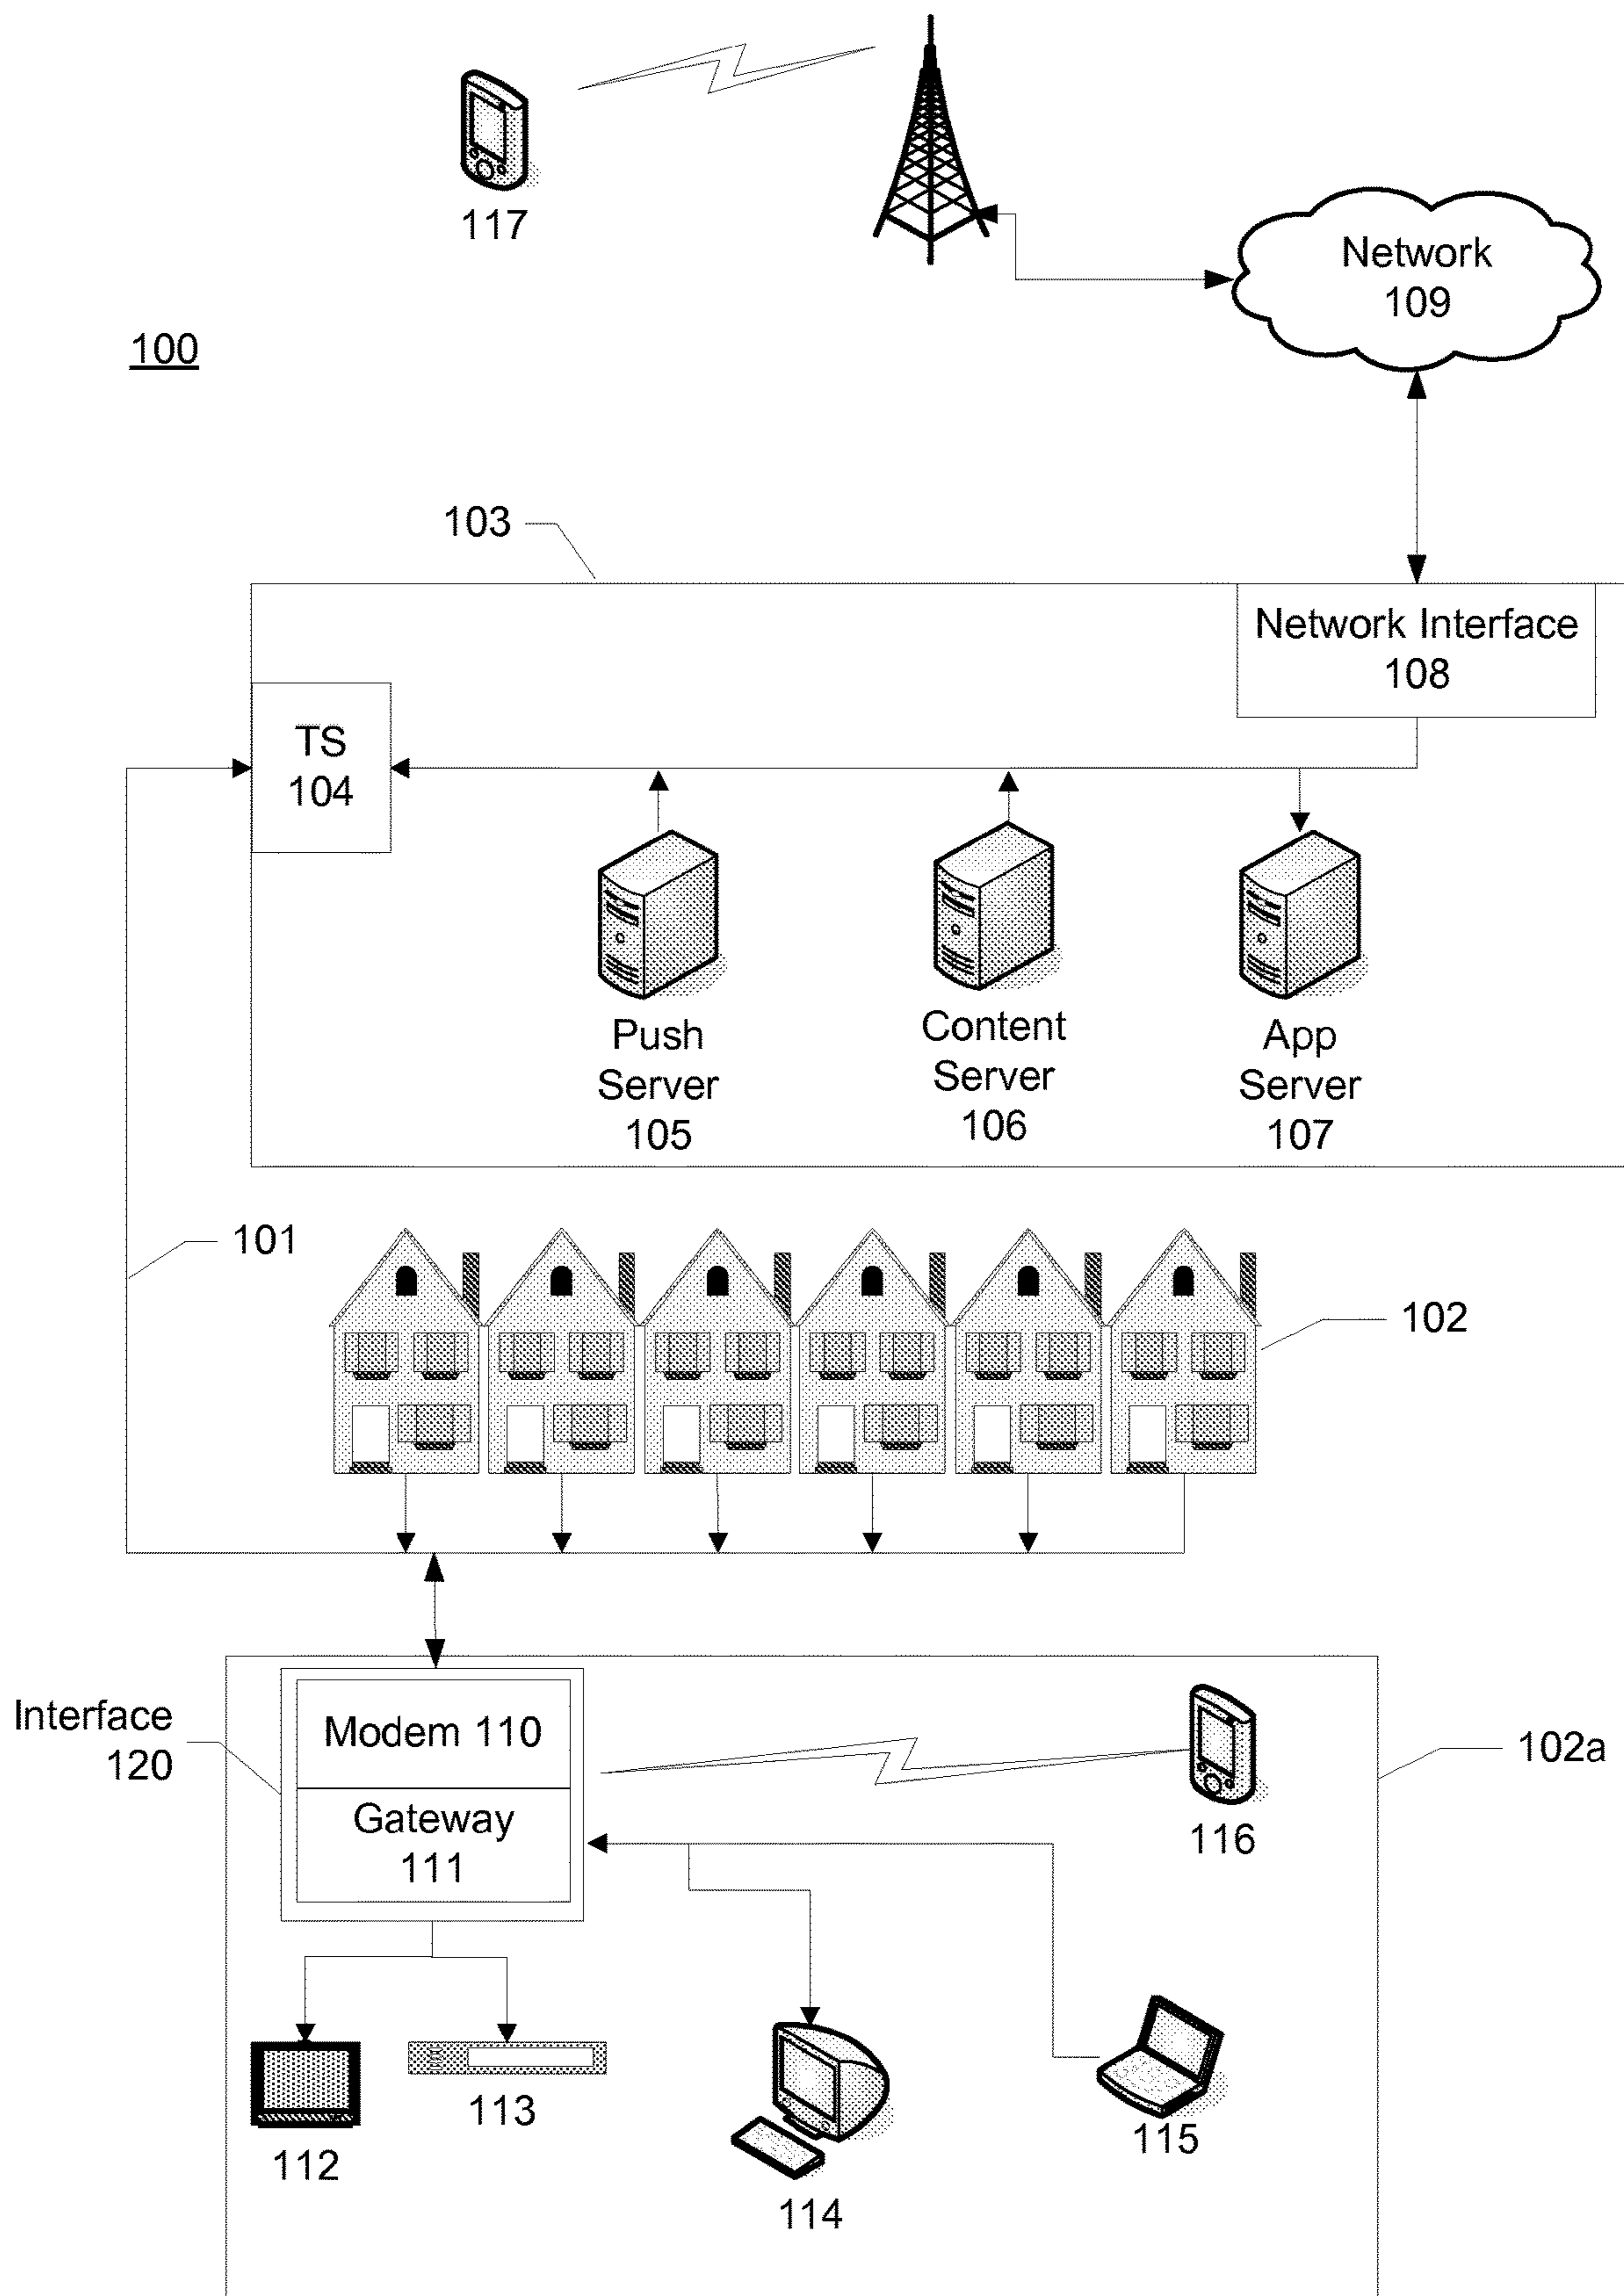 117
Network
109
100
103
Network Interface
108
TS
104
Push
Server
105
Content
Server
106
App
Server
107
101
102
Interface
120
Modem 110
Gateway
111
116
102a
112
113
114
115